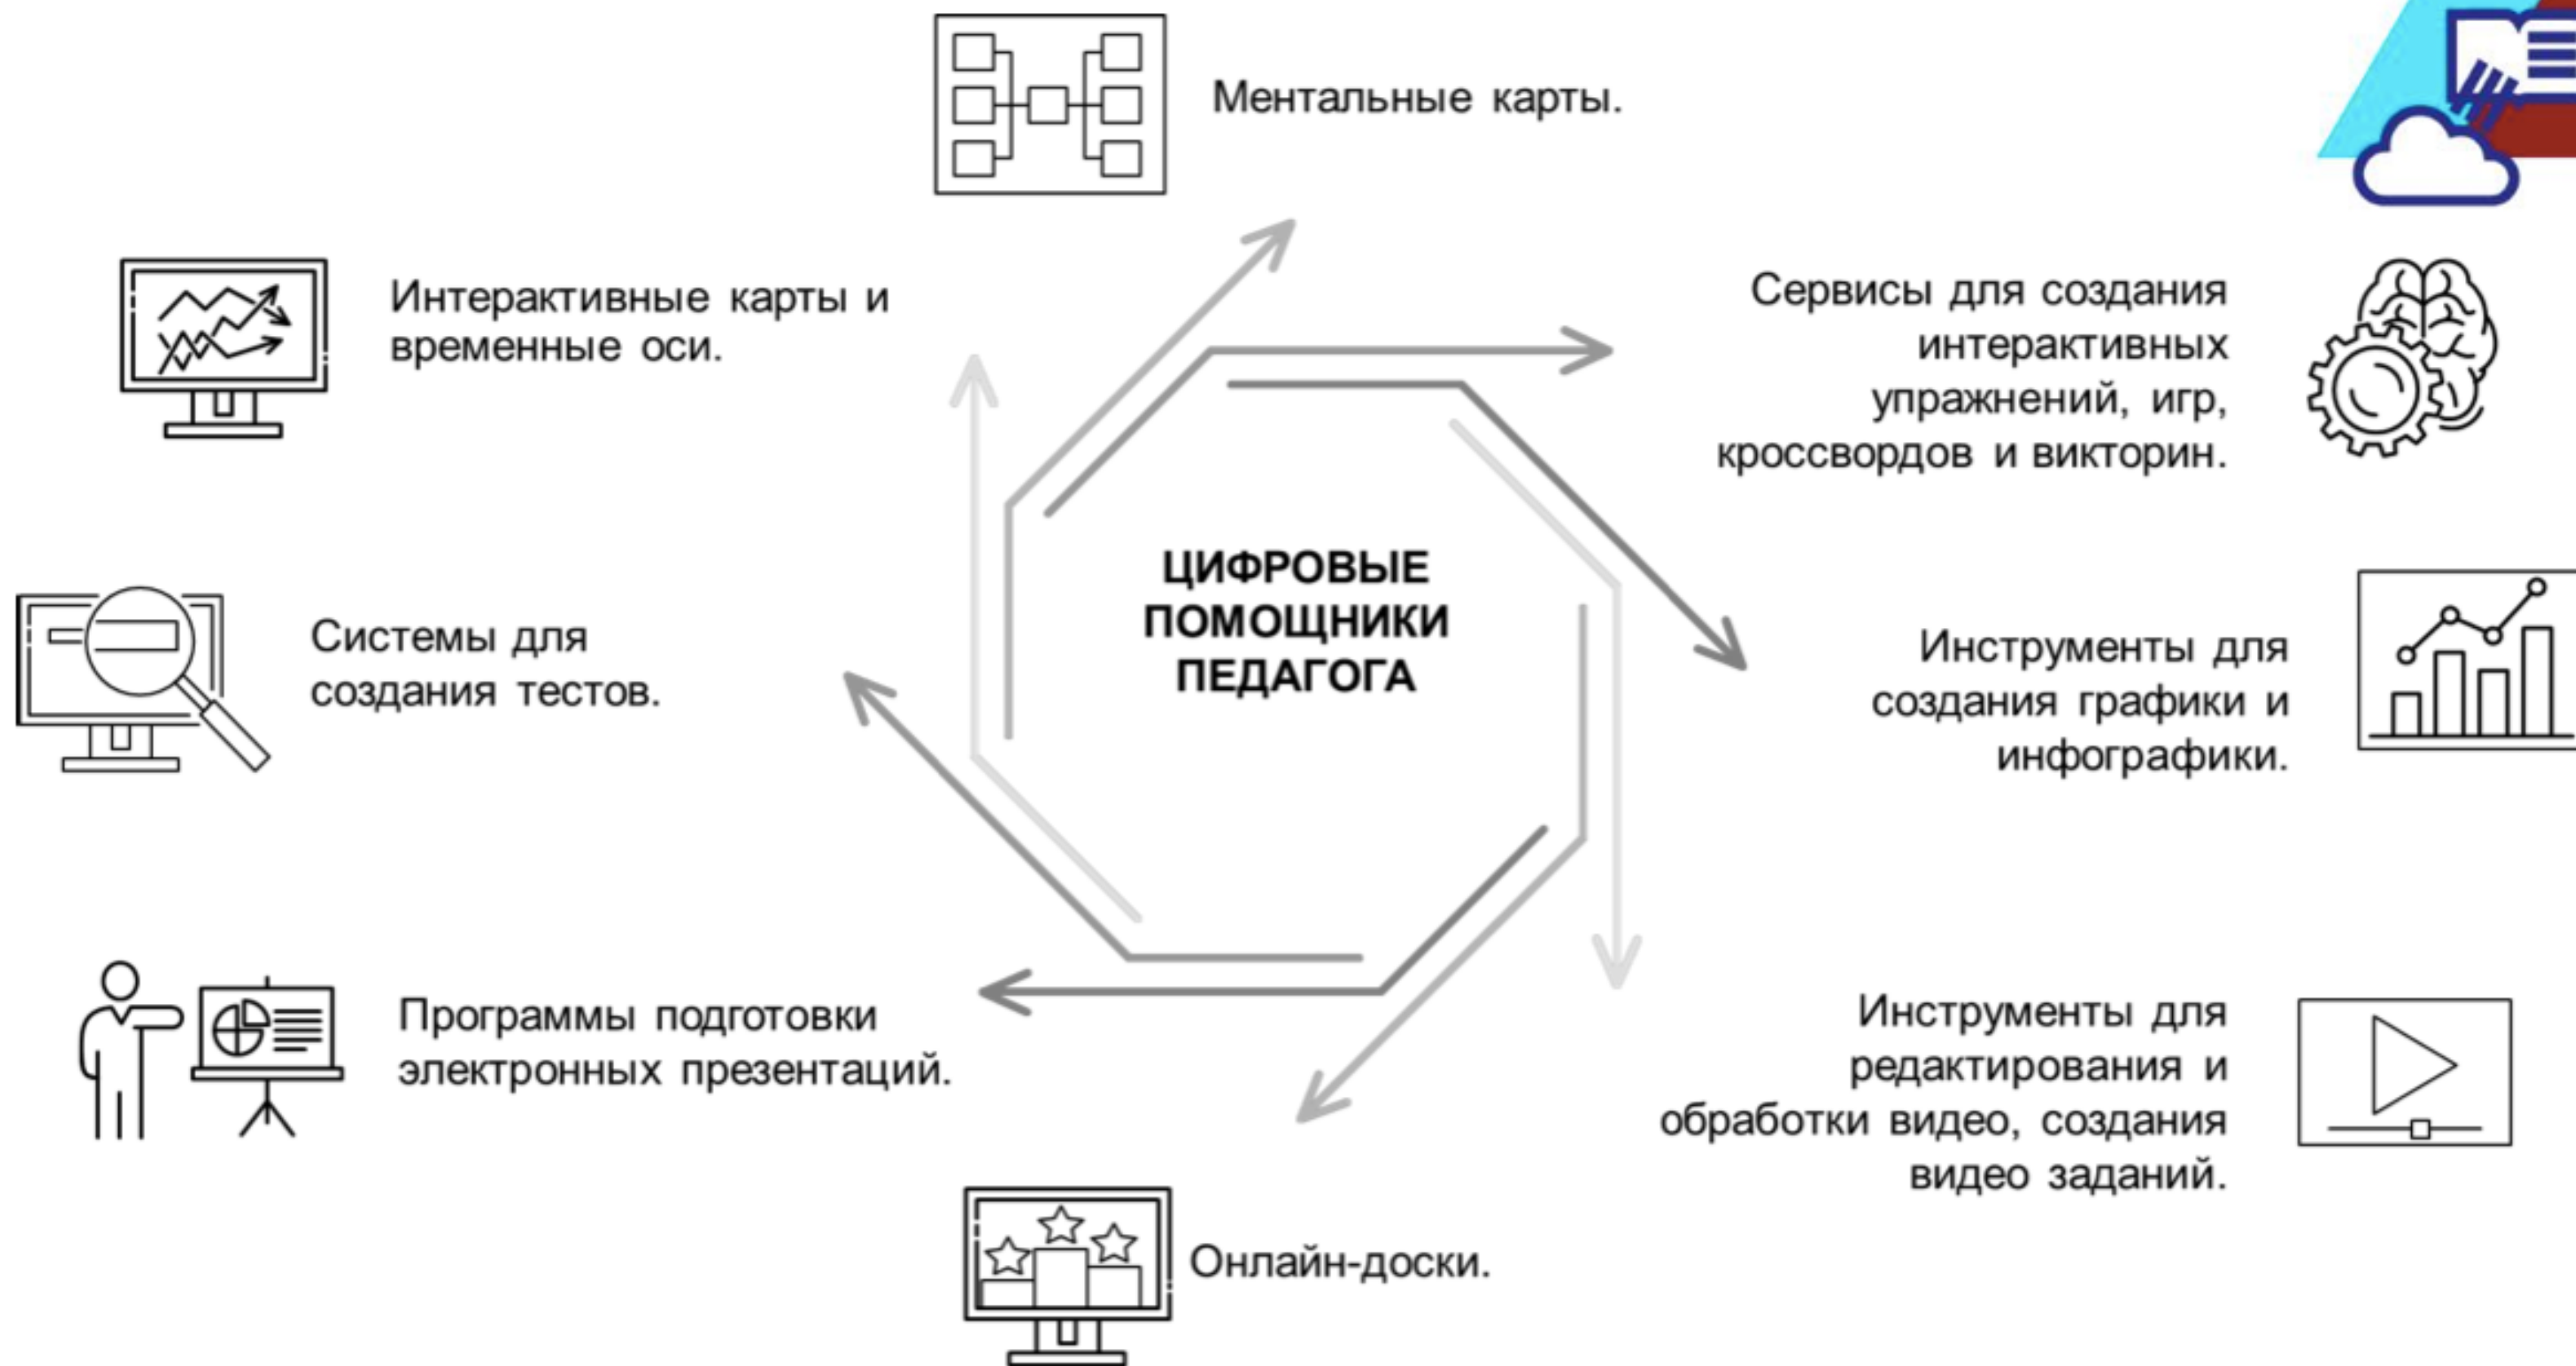 Ментальные карты.
Интерактивные карты и
временные оси.
Сервисы для создания
интерактивных
упражнений, игр,
кроссвордов и викторин.
ЦИФРОВЫЕ
ПОМОЩНИКИ
ПЕДАГОГА
Системы для
создания тестов.
Инструменты для
создания графики и
инфографики.
Программы подготовки
электронных презентаций.
Инструменты для
редактирования и
обработки видео, создания
видео заданий.
Онлайн-доски.